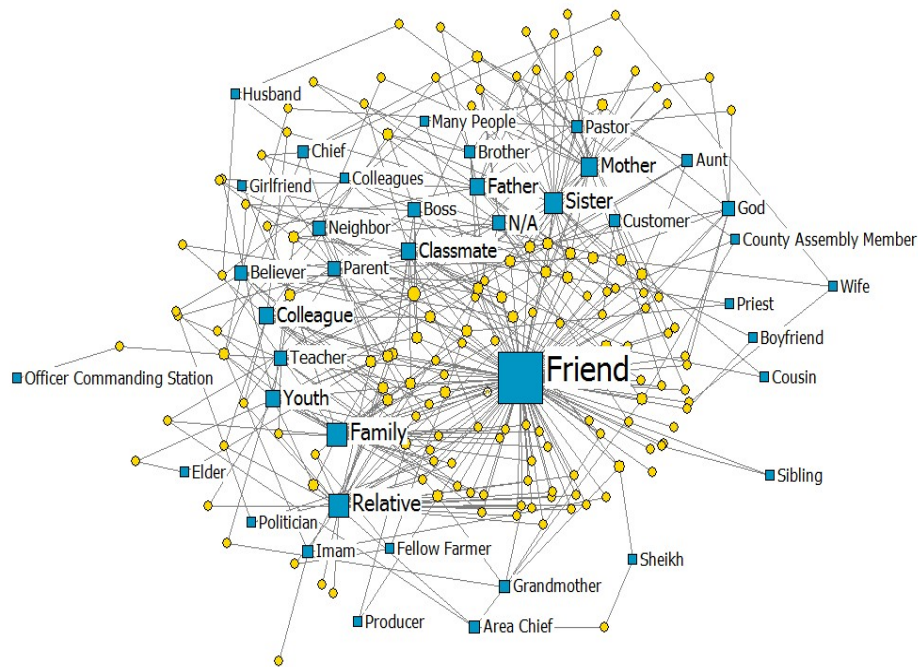 Husband
Many People
Pastor
Chief
Brother
Mother
Aunt
Colleagues
Girlfriend
Father
Sister
Boss
God
Neighbor
N/A
Customer
Classmate
County Assembly Member
Believer
Parent
Wife
Priest
Colleague
Boyfriend
Teacher
Friend
Officer Commanding Station
Cousin
Youth
Family
Elder
Sibling
Relative
Politician
Imam
Fellow Farmer
Sheikh
Grandmother
Producer
Area Chief